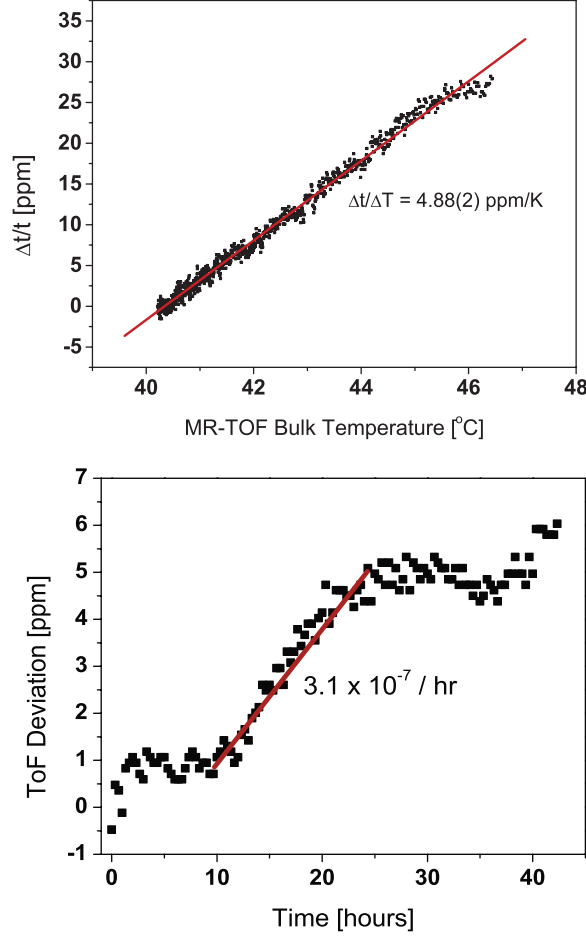 35
30
25
20
15
10
5
0
-5
Δt/t [ppm]
Δt/ΔT = 4.88(2) ppm/K
40 42 44 46 48
MR-TOF Bulk Temperature [°C]
7
6
5
4
3
2
1
0
-1
ToF Deviation [ppm]
3.1 x 10⁻⁷ / hr
0 10 20 30 40
Time [hours]